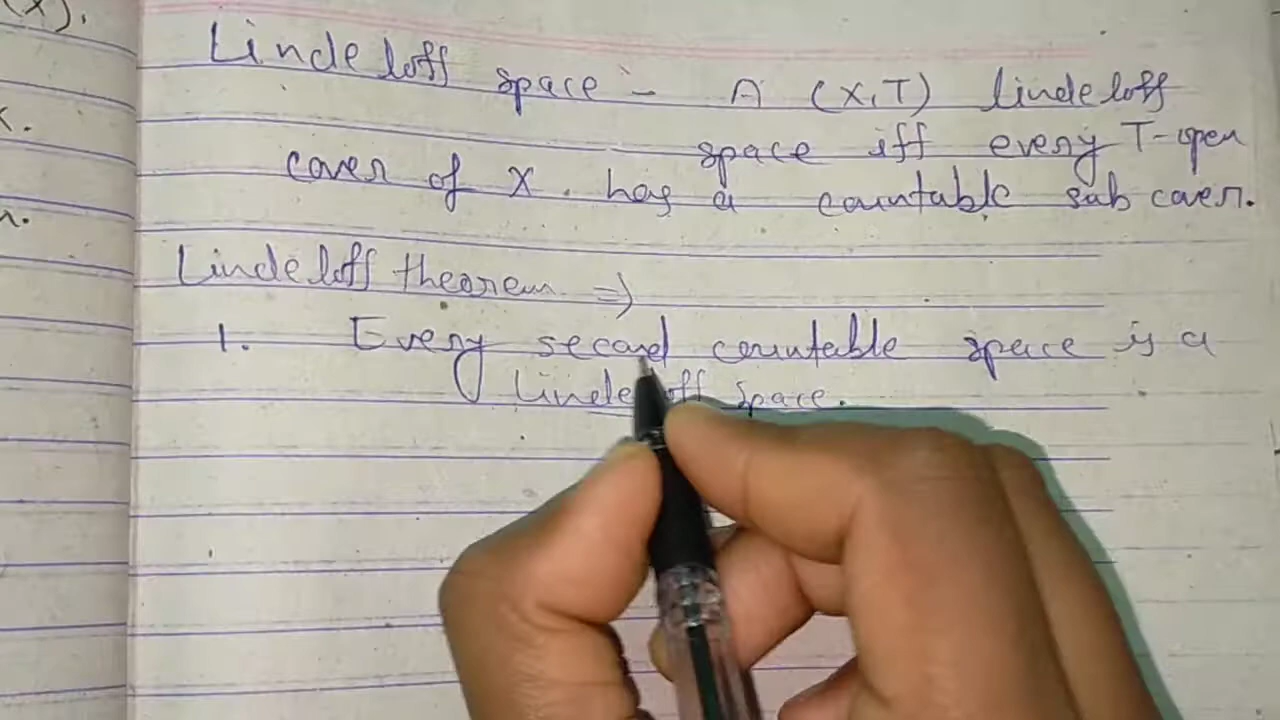 (X).
Lindeloff space :- A (X,T) lindeloff
space iff every T-open
cover of X. has a countable sub cover.
Lindeloff theorem =>
1. Every second countable space is a
lindeloff space.